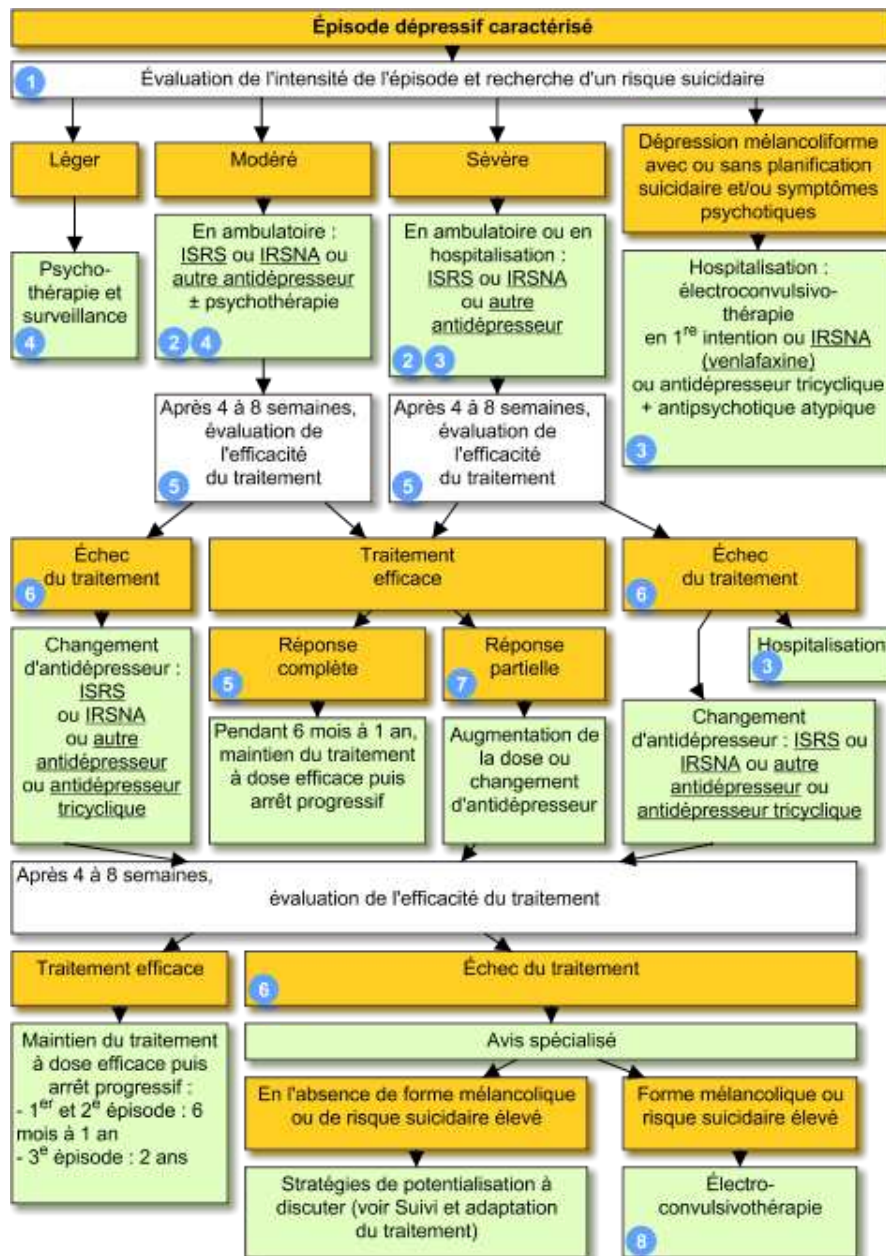 Épisode dépressif caractérisé
1
Évaluation de l'intensité de l'épisode et recherche d'un risque suicidaire
Léger
Modéré
Sévère
Dépression mélancoliforme
avec ou sans planification
suicidaire et/ou symptômes
psychotiques
Psycho-
thérapie et
surveillance
4
En ambulatoire :
ISRS ou IRSNA ou
autre antidépresseur
± psychothérapie
2 4
En ambulatoire ou en
hospitalisation :
ISRS ou IRSNA
ou autre
antidépresseur
2 3
Hospitalisation :
électroconvulsivo-
thérapie
en 1re intention ou IRSNA
(venlafaxine)
ou antidépresseur tricyclique
+ antipsychotique atypique
3
Après 4 à 8 semaines,
évaluation de
l'efficacité
du traitement
5
Après 4 à 8 semaines,
évaluation de
l'efficacité
du traitement
5
Échec
du traitement
6
Traitement
efficace
Échec
du traitement
6
Changement
d'antidépresseur :
ISRS
ou IRSNA
ou autre
antidépresseur
ou antidépresseur
tricyclique
Réponse
complète
5
Réponse
partielle
7
Hospitalisation
3
Pendant 6 mois à 1 an,
maintien du traitement
à dose efficace puis
arrêt progressif
Augmentation de
la dose ou
changement
d'antidépresseur
Changement
d'antidépresseur : ISRS ou
IRSNA ou autre
antidépresseur ou
antidépresseur tricyclique
Après 4 à 8 semaines,
évaluation de l'efficacité du traitement
Traitement efficace
Échec du traitement
6
Maintien du traitement
à dose efficace puis
arrêt progressif :
- 1er et 2e épisode : 6
mois à 1 an
- 3e épisode : 2 ans
Avis spécialisé
En l'absence de forme mélancolique
ou de risque suicidaire élevé
Forme mélancolique ou
risque suicidaire élevé
Stratégies de potentialisation à
discuter (voir Suivi et adaptation
du traitement)
Électro-
convulsivothérapie
8